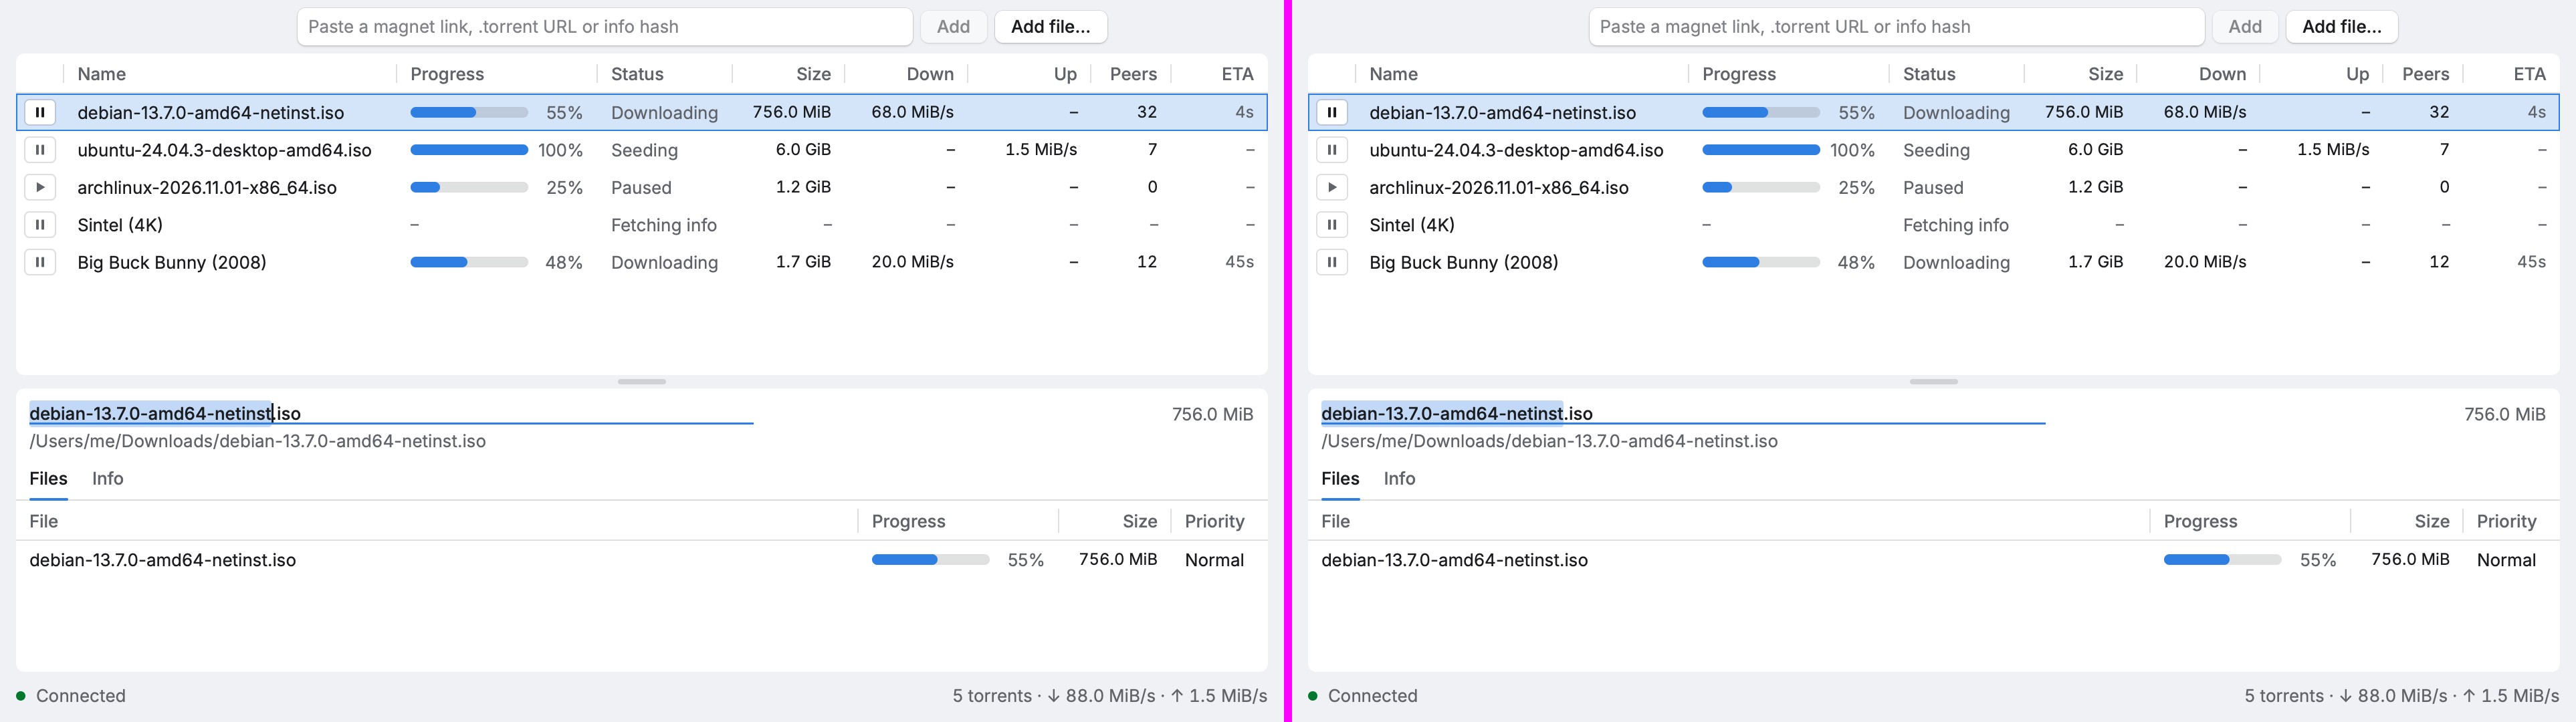 Paste a magnet link, .torrent URL or info hash Add Add file...
Name Progress Status Size Down Up Peers ETA
debian-13.7.0-amd64-netinst.iso 55% Downloading 756.0 MiB 68.0 MiB/s – 32 4s
ubuntu-24.04.3-desktop-amd64.iso 100% Seeding 6.0 GiB – 1.5 MiB/s 7 –
archlinux-2026.11.01-x86_64.iso 25% Paused 1.2 GiB – – 0 –
Sintel (4K) – Fetching info – – – – –
Big Buck Bunny (2008) 48% Downloading 1.7 GiB 20.0 MiB/s – 12 45s
debian-13.7.0-amd64-netinst.iso 756.0 MiB
/Users/me/Downloads/debian-13.7.0-amd64-netinst.iso
Files Info
File Progress Size Priority
debian-13.7.0-amd64-netinst.iso 55% 756.0 MiB Normal
Connected 5 torrents · ↓ 88.0 MiB/s · ↑ 1.5 MiB/s
Paste a magnet link, .torrent URL or info hash Add Add file...
Name Progress Status Size Down Up Peers ETA
debian-13.7.0-amd64-netinst.iso 55% Downloading 756.0 MiB 68.0 MiB/s – 32 4s
ubuntu-24.04.3-desktop-amd64.iso 100% Seeding 6.0 GiB – 1.5 MiB/s 7 –
archlinux-2026.11.01-x86_64.iso 25% Paused 1.2 GiB – – 0 –
Sintel (4K) – Fetching info – – – – –
Big Buck Bunny (2008) 48% Downloading 1.7 GiB 20.0 MiB/s – 12 45s
debian-13.7.0-amd64-netinst.iso 756.0 MiB
/Users/me/Downloads/debian-13.7.0-amd64-netinst.iso
Files Info
File Progress Size Priority
debian-13.7.0-amd64-netinst.iso 55% 756.0 MiB Normal
Connected 5 torrents · ↓ 88.0 MiB/s · ↑ 1.5 MiB/s